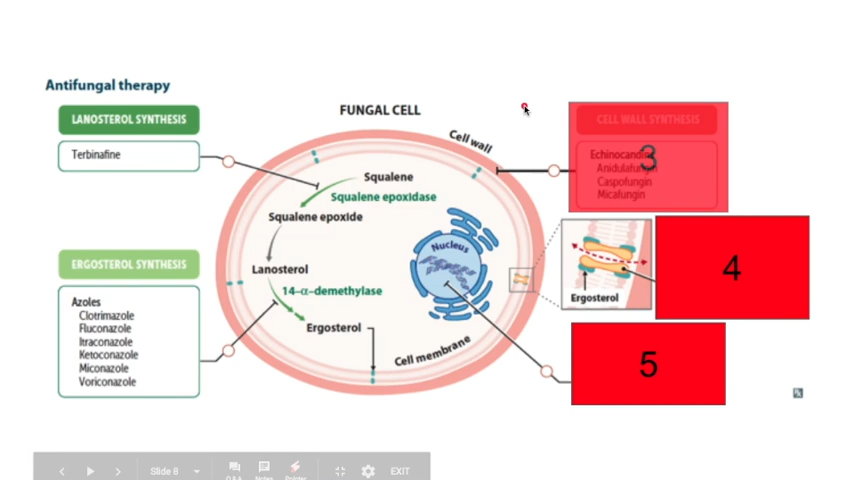 Antifungal therapy
LANOSTEROL SYNTHESIS
Terbinafine
ERGOSTEROL SYNTHESIS
Azoles
Clotrimazole
Fluconazole
Itraconazole
Ketoconazole
Miconazole
Voriconazole
FUNGAL CELL
Cell wall
Squalene
Squalene epoxidase
Squalene epoxide
Lanosterol
14-α-demethylase
Ergosterol
Nucleus
Cell membrane
CELL WALL SYNTHESIS
3
Anidulafungin
Caspofungin
Micafungin
Ergosterol
4
5
Slide 8
Q & A
Notes
Pointer
EXIT